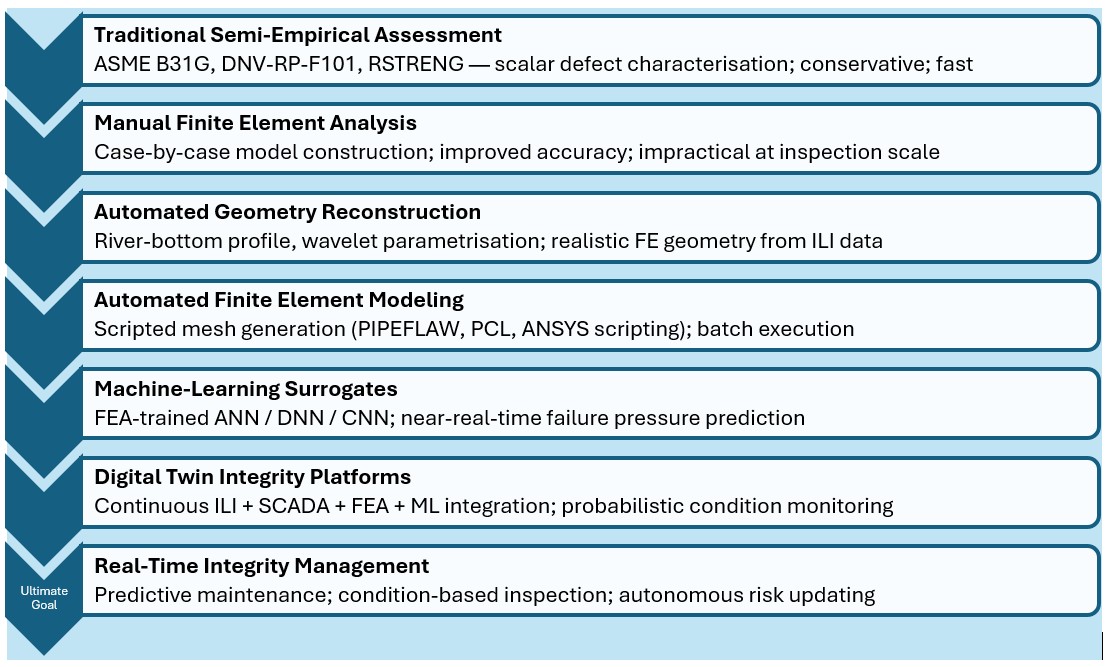 Traditional Semi-Empirical Assessment
ASME B31G, DNV-RP-F101, RSTRENG — scalar defect characterisation; conservative; fast
Manual Finite Element Analysis
Case-by-case model construction; improved accuracy; impractical at inspection scale
Automated Geometry Reconstruction
River-bottom profile, wavelet parametrisation; realistic FE geometry from ILI data
Automated Finite Element Modeling
Scripted mesh generation (PIPEFLAW, PCL, ANSYS scripting); batch execution
Machine-Learning Surrogates
FEA-trained ANN / DNN / CNN; near-real-time failure pressure prediction
Digital Twin Integrity Platforms
Continuous ILI + SCADA + FEA + ML integration; probabilistic condition monitoring
Real-Time Integrity Management
Predictive maintenance; condition-based inspection; autonomous risk updating
Ultimate
Goal